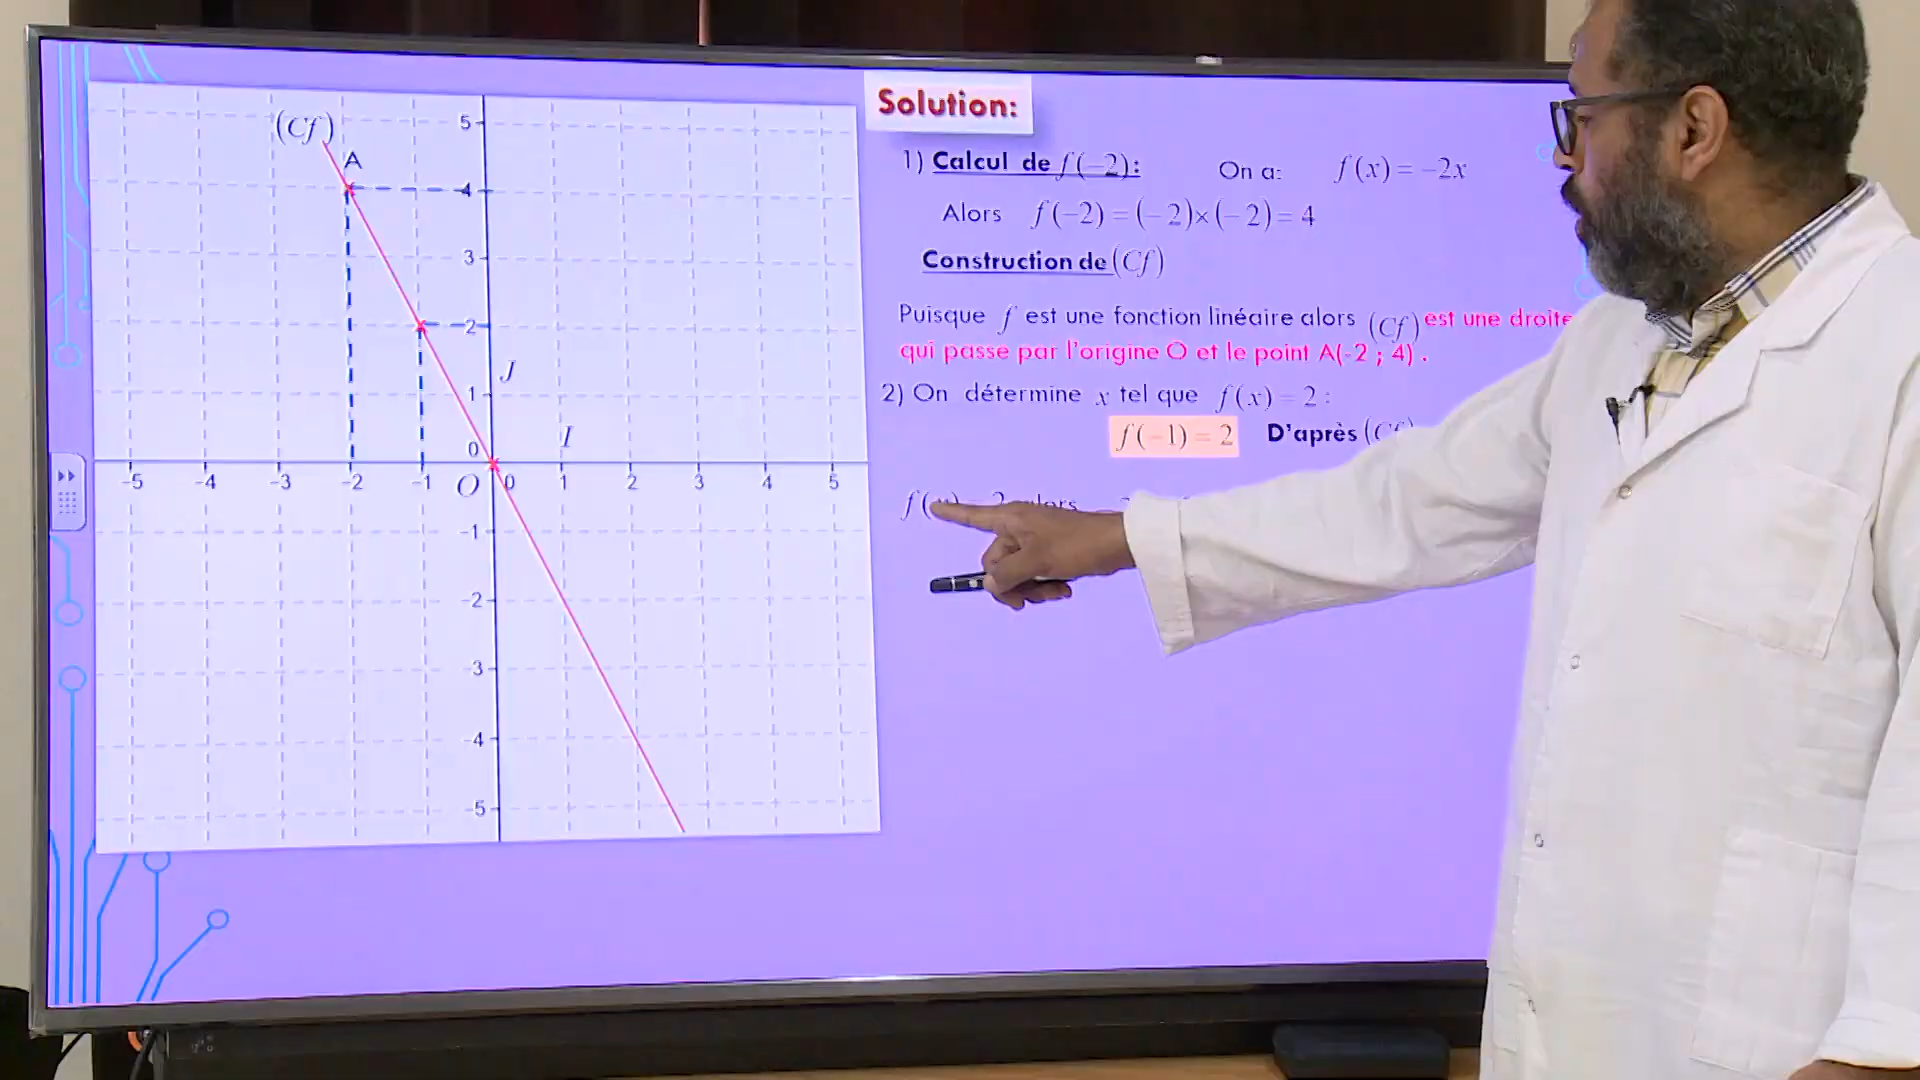 Solution:
1) Calcul de f(−2): On a: f(x) = −2x
Alors f(−2) = (−2)×(−2) = 4
Construction de (Cf)
Puisque f est une fonction linéaire alors (Cf) est une droite
qui passe par l'origine O et le point A(-2 ; 4) .
2) On détermine x tel que f(x) = 2 :
f(−1) = 2 D'après (Cf)
alors
(Cf)
A
5
4
3
2
J
1
I
0
-5 -4 -3 -2 -1 O 0 1 2 3 4 5
-1
-2
-3
-4
-5